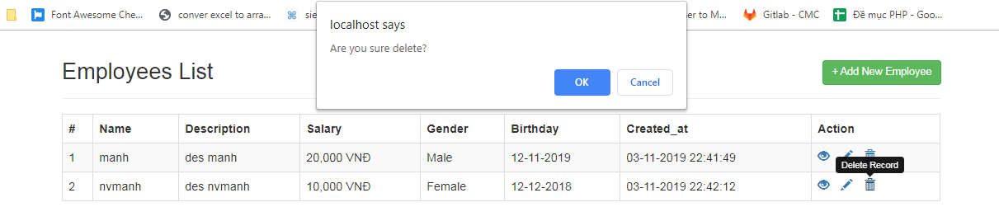 Font Awesome Che...
conver excel to arra...
sie
er to M...
Gitlab - CMC
Đề mục PHP - Goo...
localhost says
Are you sure delete?
OK
Cancel
Employees List
+ Add New Employee
# Name Description Salary Gender Birthday Created_at Action
1 manh des manh 20,000 VNĐ Male 12-11-2019 03-11-2019 22:41:49
Delete Record
2 nvmanh des nvmanh 10,000 VNĐ Female 12-12-2018 03-11-2019 22:42:12